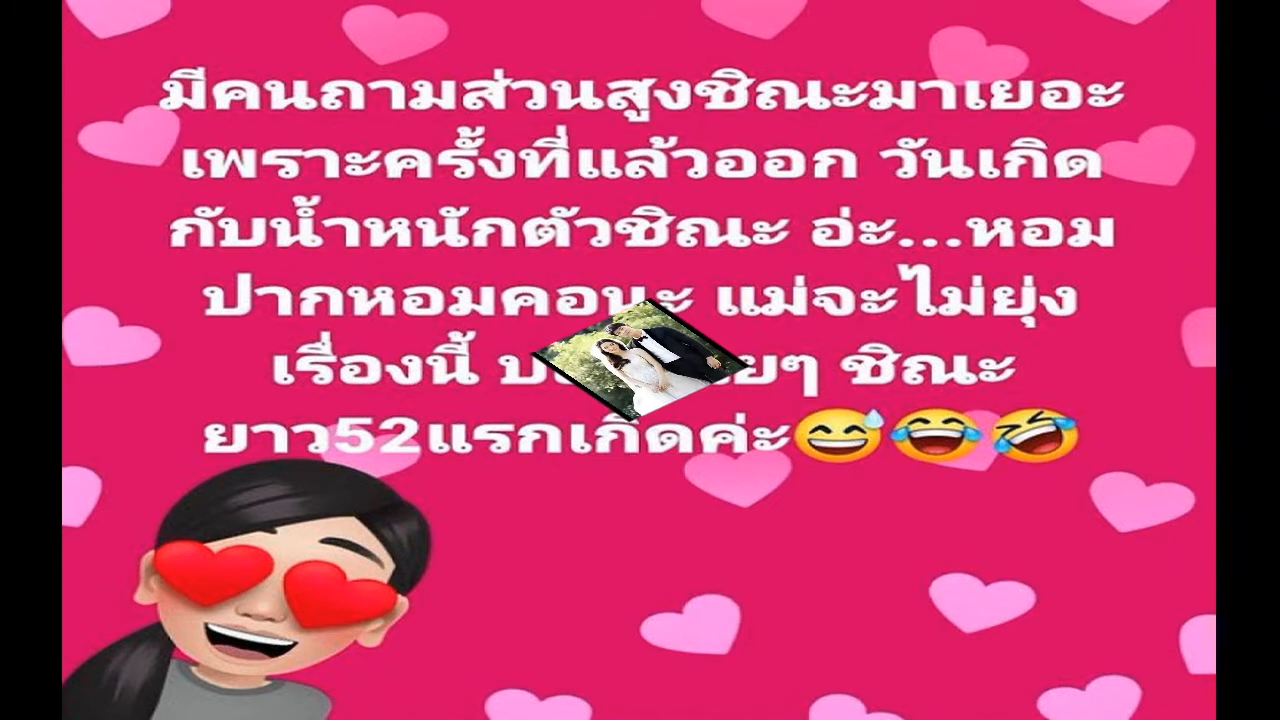 มีคนถามส่วนสูงชิณะมาเยอะ
เพราะครั้งที่แล้วออก วันเกิด
กับน้ำหนักตัวชิณะ อ่ะ...หอม
ปากหอมคอนะ แม่จะไม่ยุ่ง
เรื่องนี้ ชิณะ
ยาว52แรกเกิดค่ะ😅😂🤣